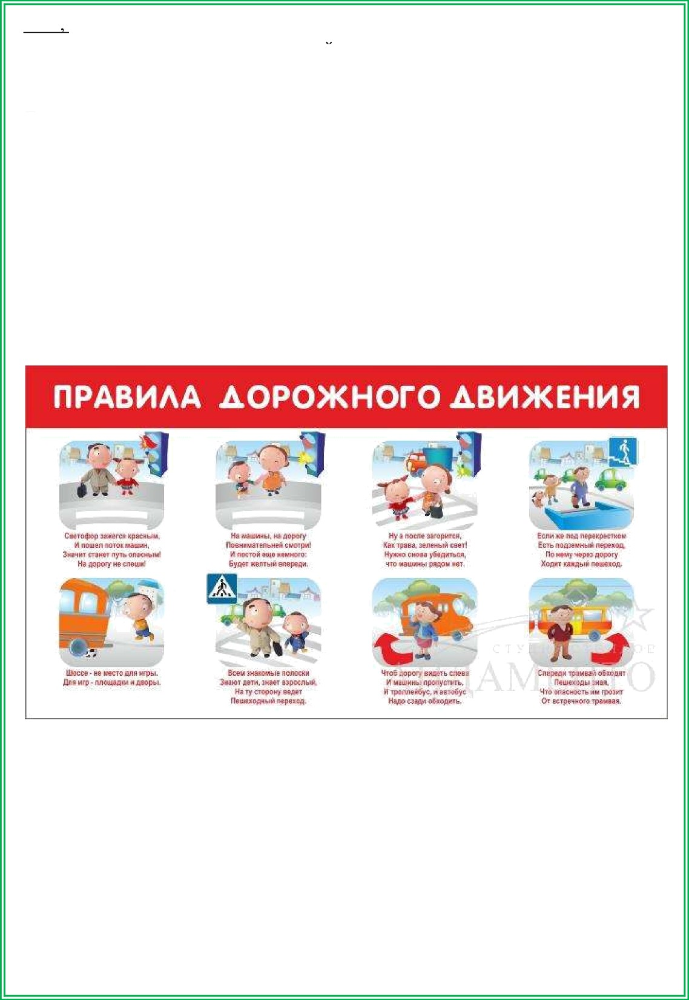 ПРАВИЛА ДОРОЖНОГО ДВИЖЕНИЯ
Светофор зажегся красным,
И пошел поток машин,
Значит станет путь опасным!
На дорогу не спеши!
На машины, на дорогу
Повнимательней смотри!
И постой еще немного:
Будет желтый впереди.
Ну а после загорится,
Как трава, зеленый свет!
Нужно снова убедиться,
что машины рядом нет.
Если же под перекрестком
Есть подземный переход,
По нему через дорогу
Ходит каждый пешеход.
Шоссе - не место для игры.
Для игр - площадки и дворы.
Всем знакомые полоски
Знают дети, знает взрослый,
На ту сторону ведет
Пешеходный переход.
Чтоб дорогу видеть слева
И машины пропустить,
И троллейбус, и автобус
Надо сзади обходить.
Спереди трамвай обходят
Пешеходы зная,
Что опасность им грозит
От встречного трамвая.